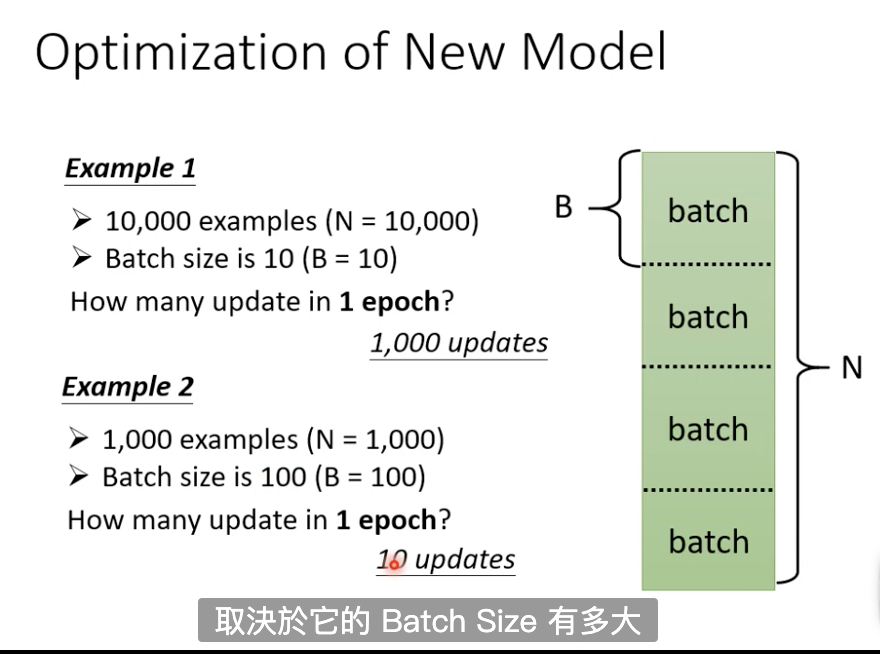 Optimization of New Model
Example 1
➢ 10,000 examples (N = 10,000)
➢ Batch size is 10 (B = 10)
How many update in 1 epoch?
1,000 updates
Example 2
➢ 1,000 examples (N = 1,000)
➢ Batch size is 100 (B = 100)
How many update in 1 epoch?
10 updates
B
batch
batch
batch
batch
N
取決於它的 Batch Size 有多大